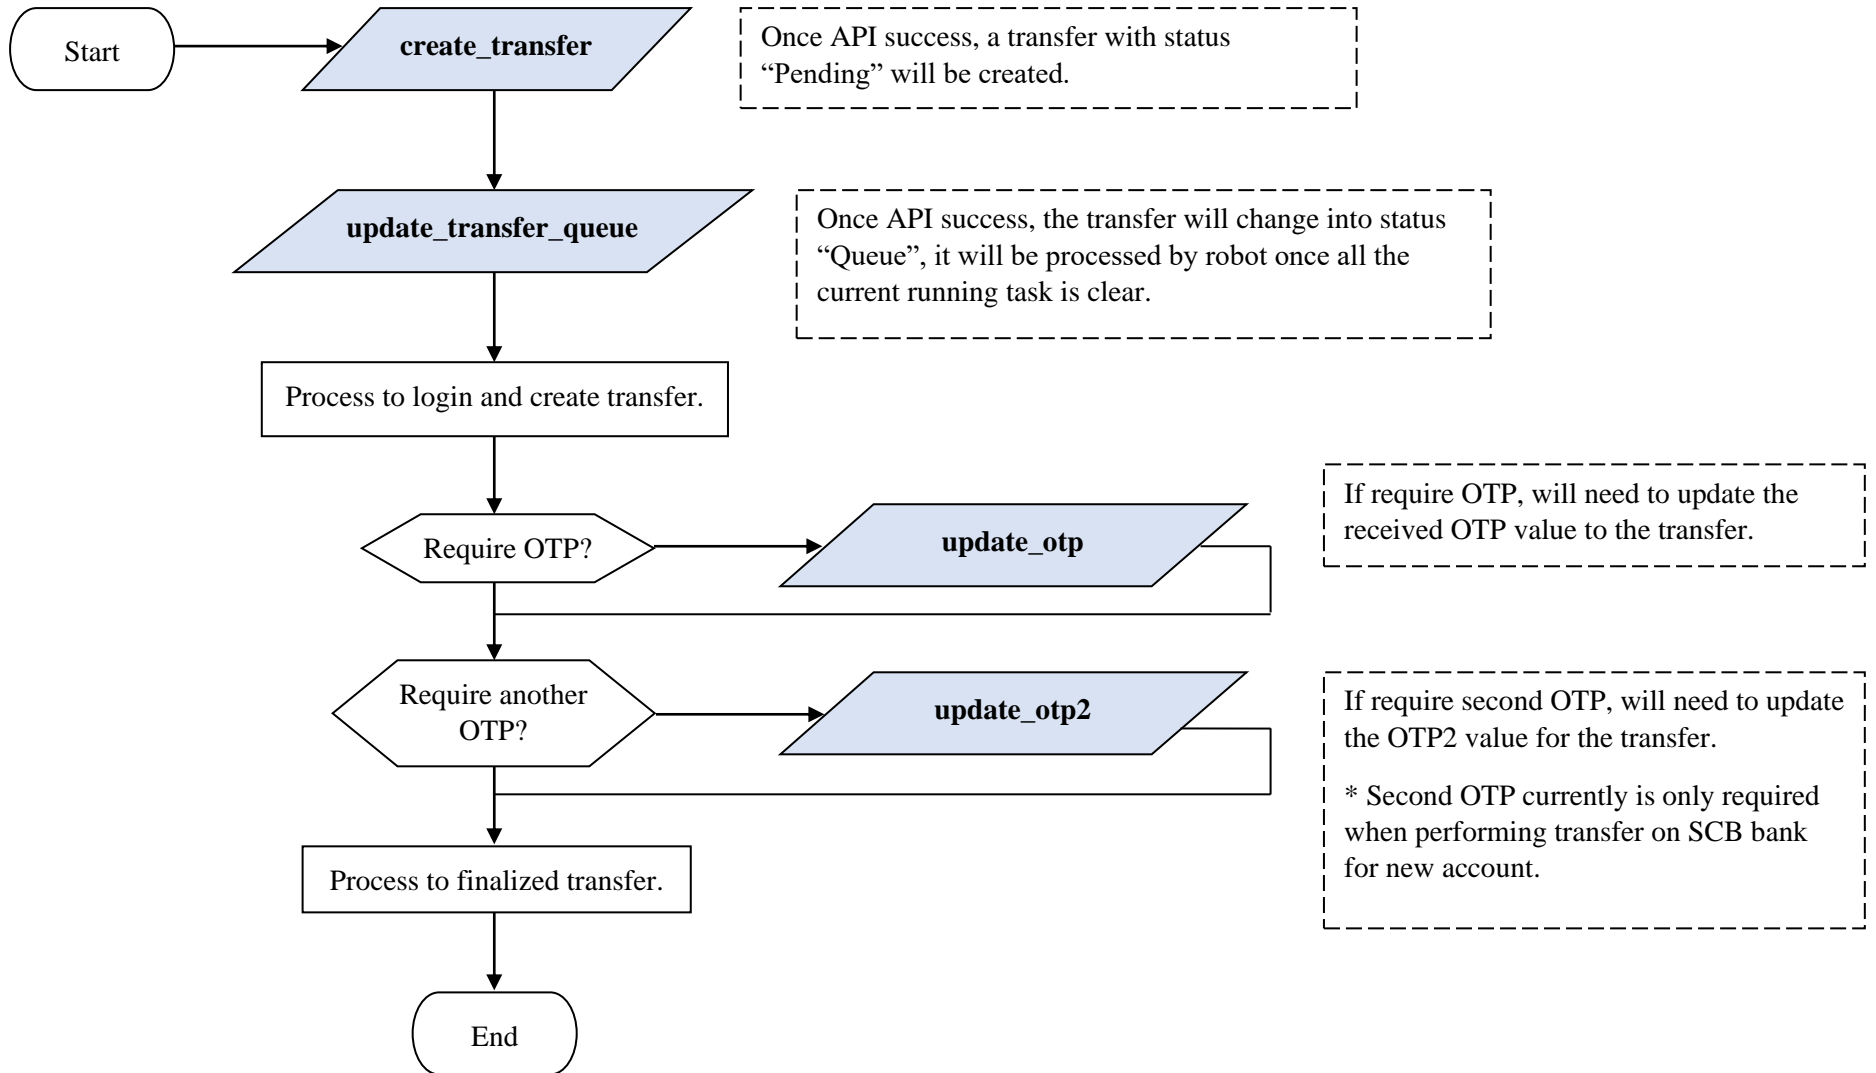 Start
create_transfer
Once API success, a transfer with status
“Pending” will be created.
update_transfer_queue
Once API success, the transfer will change into status
“Queue”, it will be processed by robot once all the
current running task is clear.
Process to login and create transfer.
Require OTP?
update_otp
If require OTP, will need to update the
received OTP value to the transfer.
Require another
OTP?
update_otp2
If require second OTP, will need to update
the OTP2 value for the transfer.
* Second OTP currently is only required
when performing transfer on SCB bank
for new account.
Process to finalized transfer.
End